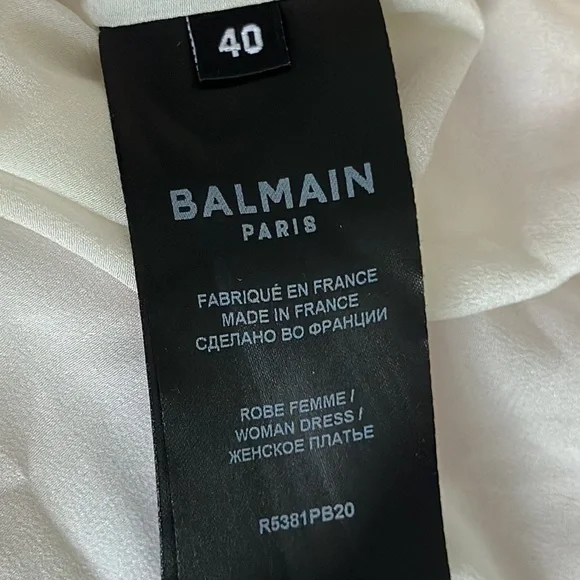 40
BALMAIN
PARIS
FABRIQUÉ EN FRANCE
MADE IN FRANCE
СДЕЛАНО ВО ФРАНЦИИ
ROBE FEMME /
WOMAN DRESS /
ЖЕНСКОЕ ПЛАТЬЕ
R5381PB20